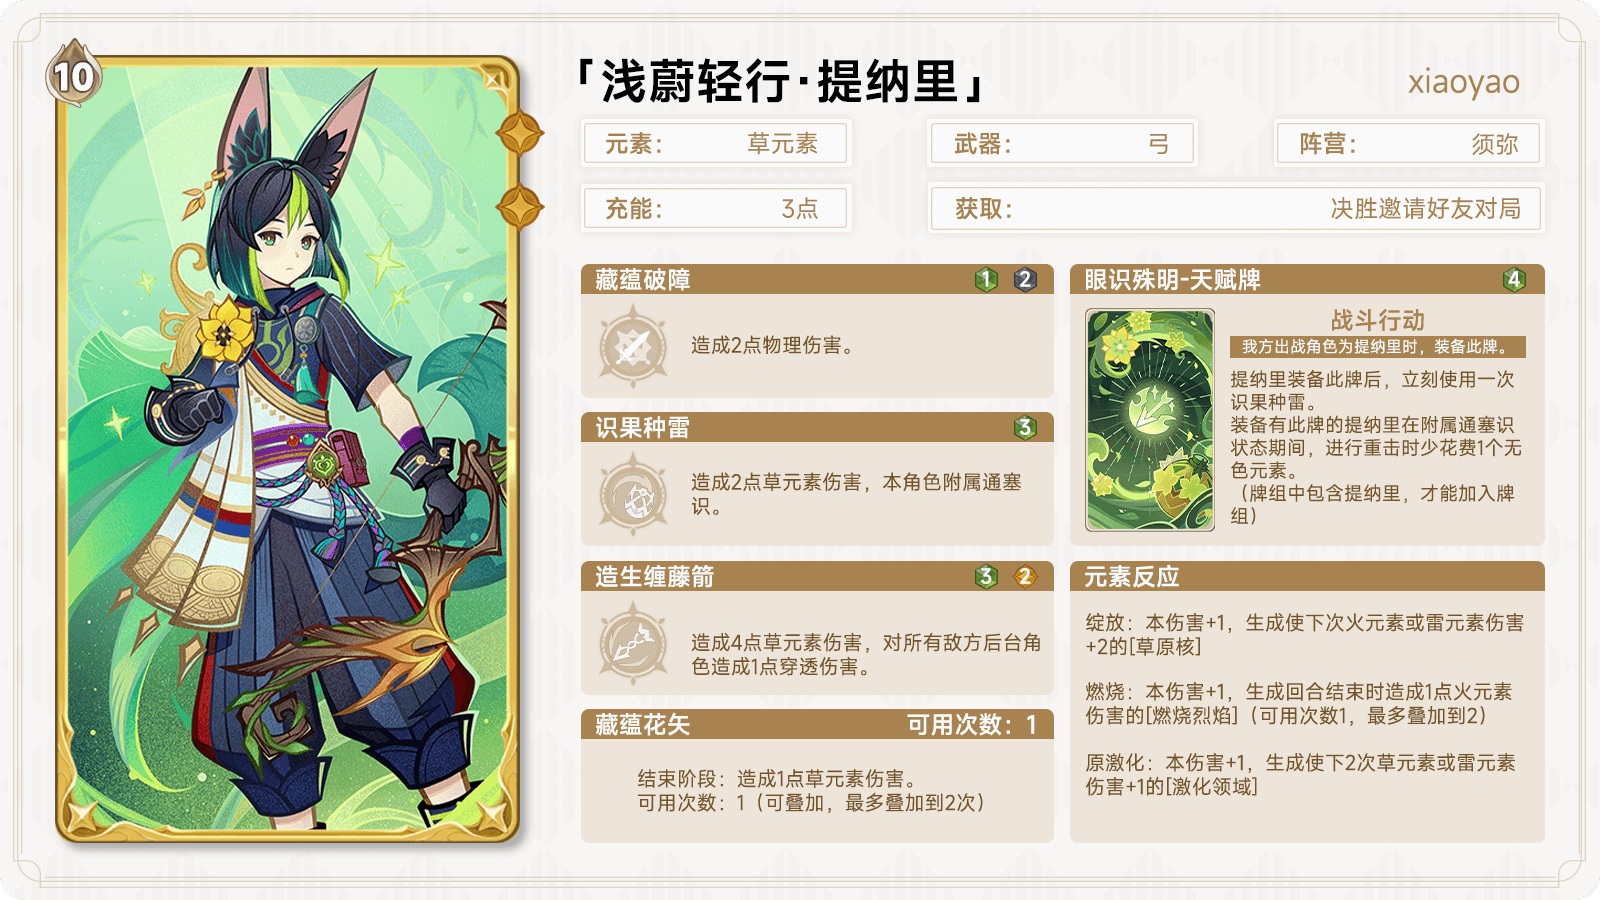 10
「浅蔚轻行·提纳里」
xiaoyao
元素： 草元素
武器： 弓
阵营： 须弥
充能： 3点
获取： 决胜邀请好友对局
藏蕴破障 1 2
造成2点物理伤害。
识果种雷 3
造成2点草元素伤害，本角色附属通塞
识。
造生缠藤箭 3 2
造成4点草元素伤害，对所有敌方后台角
色造成1点穿透伤害。
藏蕴花矢 可用次数：1
结束阶段：造成1点草元素伤害。
可用次数：1（可叠加，最多叠加到2次）
眼识殊明-天赋牌 4
战斗行动
我方出战角色为提纳里时，装备此牌。
提纳里装备此牌后，立刻使用一次
识果种雷。
装备有此牌的提纳里在附属通塞识
状态期间，进行重击时少花费1个无
色元素。
（牌组中包含提纳里，才能加入牌
组）
元素反应
绽放：本伤害+1，生成使下次火元素或雷元素伤害
+2的[草原核]
燃烧：本伤害+1，生成回合结束时造成1点火元素
伤害的[燃烧烈焰]（可用次数1，最多叠加到2）
原激化：本伤害+1，生成使下2次草元素或雷元素
伤害+1的[激化领域]